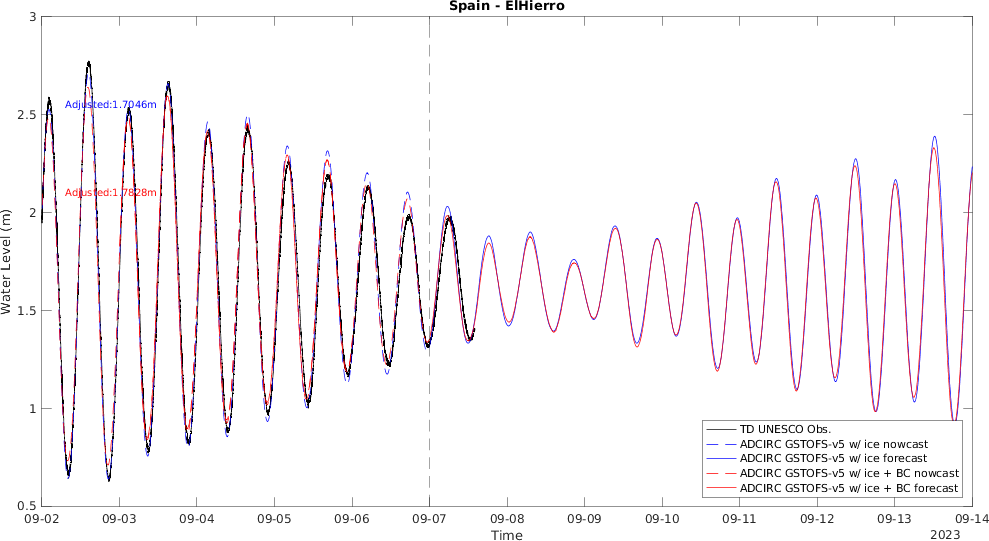 Spain - ElHierro
3
2.5
2
1.5
1
0.5
Water Level (m)
Adjusted:1.7046m
Adjusted:1.7828m
TD UNESCO Obs.
ADCIRC GSTOFS-v5 w/ ice nowcast
ADCIRC GSTOFS-v5 w/ ice forecast
ADCIRC GSTOFS-v5 w/ ice + BC nowcast
ADCIRC GSTOFS-v5 w/ ice + BC forecast
09-02 09-03 09-04 09-05 09-06 09-07 09-08 09-09 09-10 09-11 09-12 09-13 09-14
Time
2023